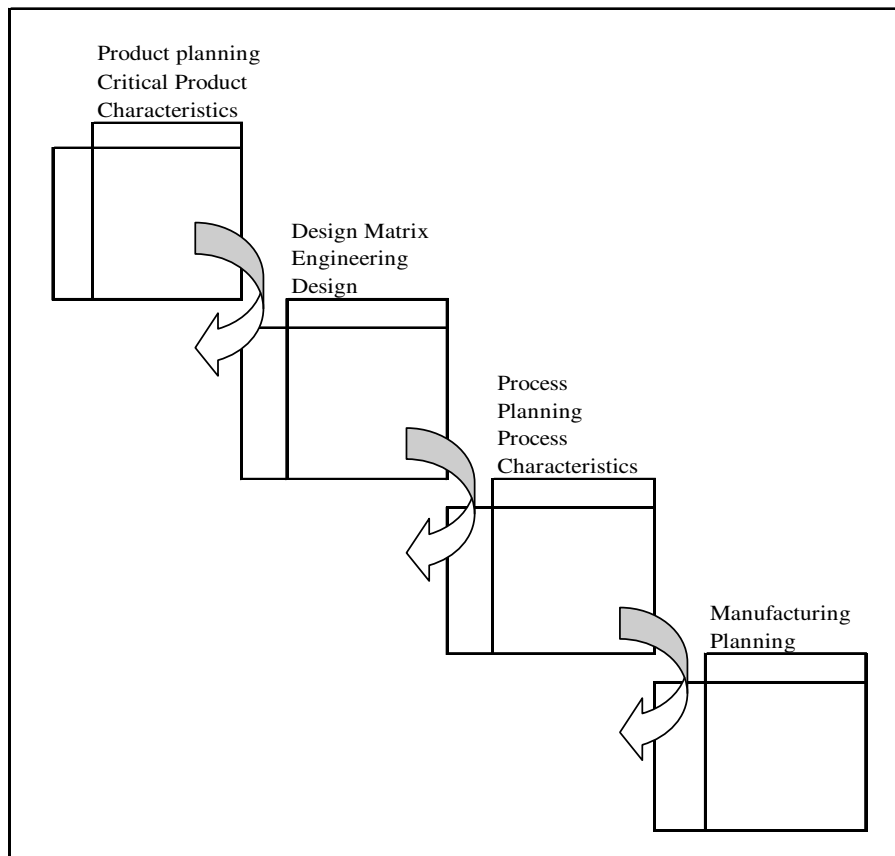 Product planning
Critical Product
Characteristics
Design Matrix
Engineering
Design
Process
Planning
Process
Characteristics
Manufacturing
Planning